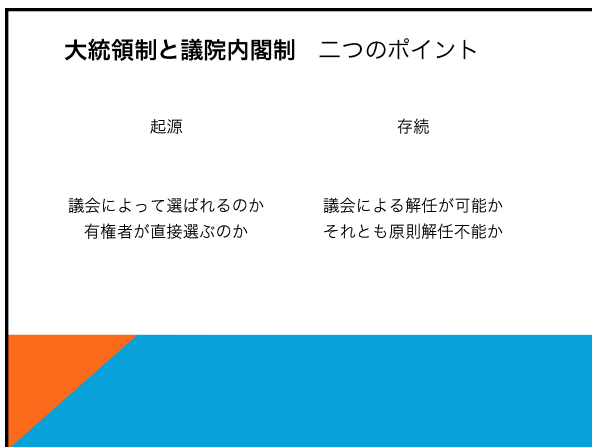 大統領制と議院内閣制　二つのポイント
起源
存続
議会によって選ばれるのか
有権者が直接選ぶのか
議会による解任が可能か
それとも原則解任不能か